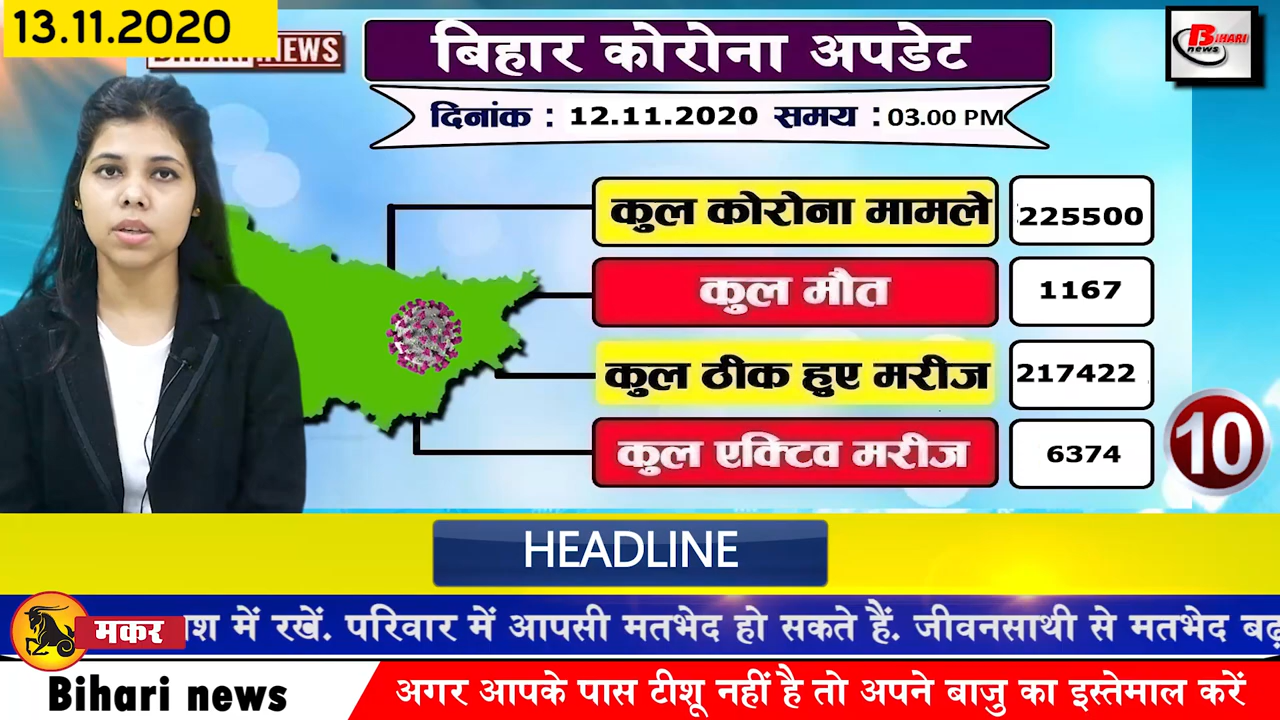 13.11.2020
BIHARI NEWS
बिहार कोरोना अपडेट
BIHARI news
दिनांक : 12.11.2020 समय : 03.00 PM
कुल कोरोना मामले 225500
कुल मौत 1167
कुल ठीक हुए मरीज 217422
कुल एक्टिव मरीज 6374
10
HEADLINE
मकर
में रखें. परिवार में आपसी मतभेद हो सकते हैं. जीवनसाथी से मतभेद
Bihari news
अगर आपके पास टीशू नहीं है तो अपने बाजु का इस्तेमाल करें